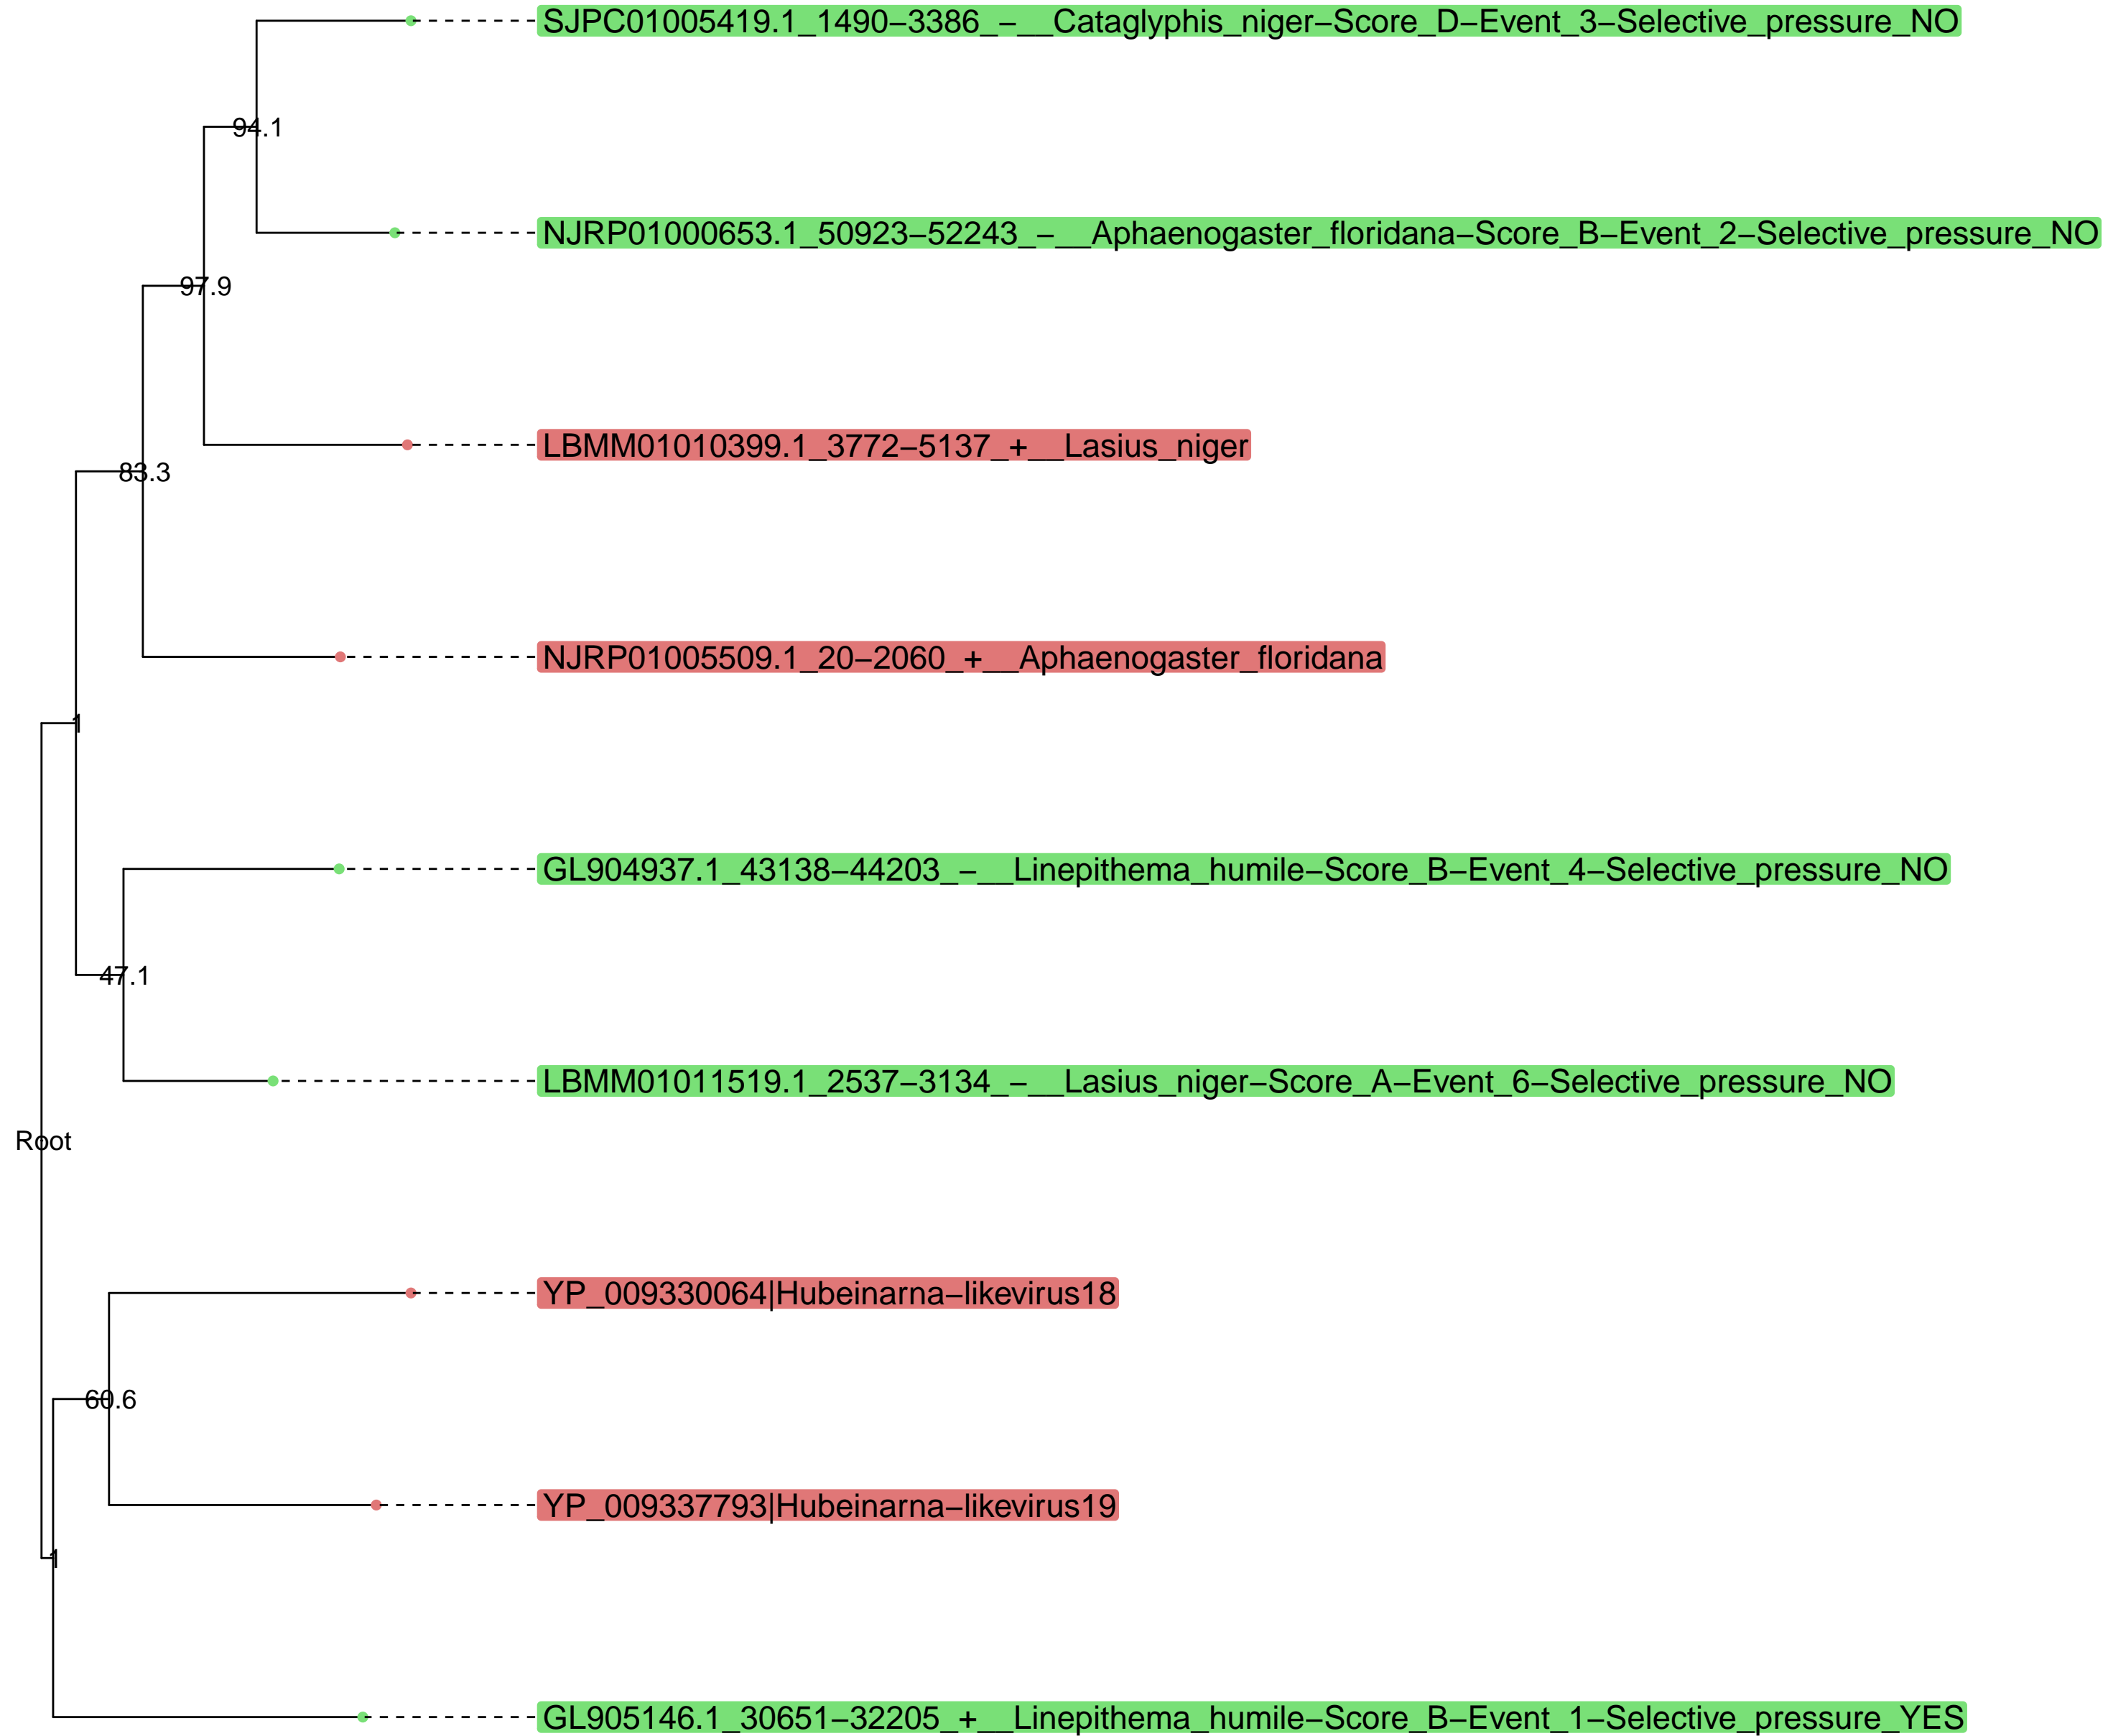 SJPC01005419.1_1490−3386_−__Cataglyphis_niger−Score_D−Event_3−Selective_pressure_NO
94.1
NJRP01000653.1_50923−52243_−__Aphaenogaster_floridana−Score_B−Event_2−Selective_pressure_NO
97.9
LBMM01010399.1_3772−5137_+__Lasius_niger
83.3
NJRP01005509.1_20−2060_+__Aphaenogaster_floridana
1
GL904937.1_43138−44203_−__Linepithema_humile−Score_B−Event_4−Selective_pressure_NO
47.1
LBMM01011519.1_2537−3134_−__Lasius_niger−Score_A−Event_6−Selective_pressure_NO
Root
YP_009330064|Hubeinarna−likevirus18
60.6
YP_009337793|Hubeinarna−likevirus19
1
GL905146.1_30651−32205_+__Linepithema_humile−Score_B−Event_1−Selective_pressure_YES